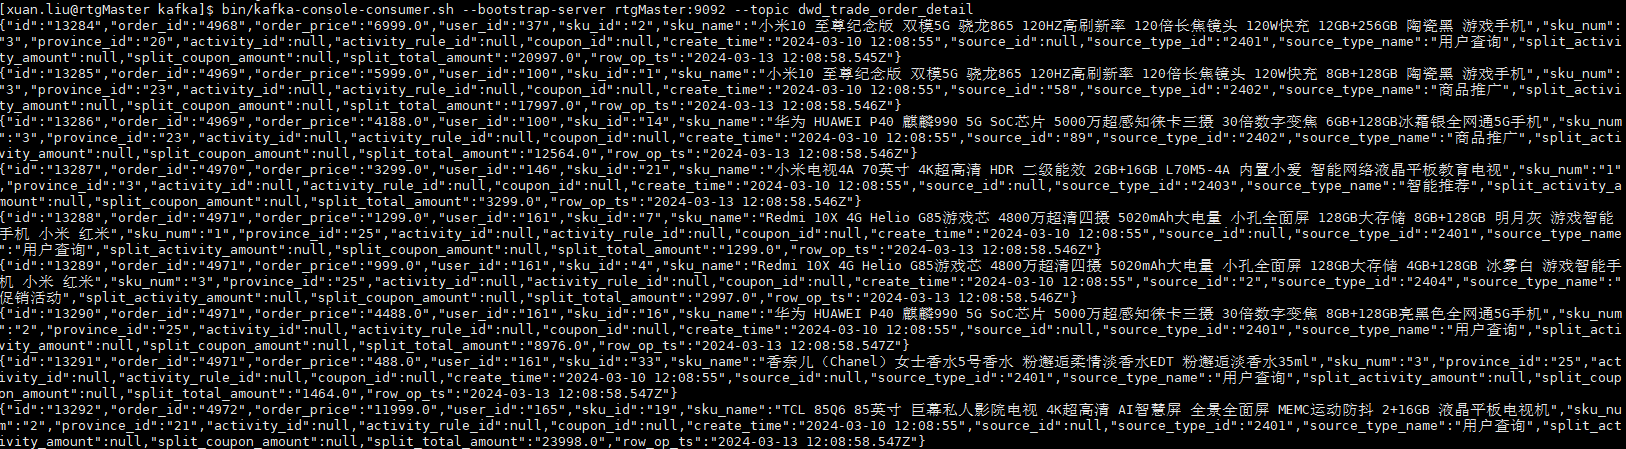 [xuan.liu@rtgMaster kafka]$ bin/kafka-console-consumer.sh --bootstrap-server rtgMaster:9092 --topic dwd_trade_order_detail
{"id":"13284","order_id":"4968","order_price":"6999.0","user_id":"37","sku_id":"2","sku_name":"小米10 至尊纪念版 双模5G 骁龙865 120HZ高刷新率 120倍长焦镜头 120W快充 12GB+256GB 陶瓷黑 游戏手机","sku_num":
"3","province_id":"20","activity_id":null,"activity_rule_id":null,"coupon_id":null,"create_time":"2024-03-10 12:08:55","source_id":null,"source_type_id":"2401","source_type_name":"用户查询","split_activi
ty_amount":null,"split_coupon_amount":null,"split_total_amount":"20997.0","row_op_ts":"2024-03-13 12:08:58.545Z"}
{"id":"13285","order_id":"4969","order_price":"5999.0","user_id":"100","sku_id":"1","sku_name":"小米10 至尊纪念版 双模5G 骁龙865 120HZ高刷新率 120倍长焦镜头 120W快充 8GB+128GB 陶瓷黑 游戏手机","sku_num":
"3","province_id":"23","activity_id":null,"activity_rule_id":null,"coupon_id":null,"create_time":"2024-03-10 12:08:55","source_id":"58","source_type_id":"2402","source_type_name":"商品推广","split_activi
ty_amount":null,"split_coupon_amount":null,"split_total_amount":"17997.0","row_op_ts":"2024-03-13 12:08:58.546Z"}
{"id":"13286","order_id":"4969","order_price":"4188.0","user_id":"100","sku_id":"14","sku_name":"华为 HUAWEI P40 麒麟990 5G SoC芯片 5000万超感知徕卡三摄 30倍数字变焦 6GB+128GB冰霜银全网通5G手机","sku_num"
:"3","province_id":"23","activity_id":null,"activity_rule_id":null,"coupon_id":null,"create_time":"2024-03-10 12:08:55","source_id":"89","source_type_id":"2402","source_type_name":"商品推广","split_acti
vity_amount":null,"split_coupon_amount":null,"split_total_amount":"12564.0","row_op_ts":"2024-03-13 12:08:58.546Z"}
{"id":"13287","order_id":"4970","order_price":"3299.0","user_id":"146","sku_id":"21","sku_name":"小米电视4A 70英寸 4K超高清 HDR 二级能效 2GB+16GB L70M5-4A 内置小爱 智能网络液晶平板教育电视","sku_num":"1"
,"province_id":"3","activity_id":null,"activity_rule_id":null,"coupon_id":null,"create_time":"2024-03-10 12:08:55","source_id":null,"source_type_id":"2403","source_type_name":"智能推荐","split_activity_a
mount":null,"split_coupon_amount":null,"split_total_amount":"3299.0","row_op_ts":"2024-03-13 12:08:58.546Z"}
{"id":"13288","order_id":"4971","order_price":"1299.0","user_id":"161","sku_id":"7","sku_name":"Redmi 10X 4G Helio G85游戏芯 4800万超清四摄 5020mAh大电量 小孔全面屏 128GB大存储 8GB+128GB 明月灰 游戏智能
手机 小米 红米","sku_num":"1","province_id":"25","activity_id":null,"activity_rule_id":null,"coupon_id":null,"create_time":"2024-03-10 12:08:55","source_id":null,"source_type_id":"2401","source_type_name
":"用户查询","split_activity_amount":null,"split_coupon_amount":null,"split_total_amount":"1299.0","row_op_ts":"2024-03-13 12:08:58.546Z"}
{"id":"13289","order_id":"4971","order_price":"999.0","user_id":"161","sku_id":"4","sku_name":"Redmi 10X 4G Helio G85游戏芯 4800万超清四摄 5020mAh大电量 小孔全面屏 128GB大存储 4GB+128GB 冰雾白 游戏智能手
机 小米 红米","sku_num":"3","province_id":"25","activity_id":null,"activity_rule_id":null,"coupon_id":null,"create_time":"2024-03-10 12:08:55","source_id":"2","source_type_id":"2404","source_type_name":"
促销活动","split_activity_amount":null,"split_coupon_amount":null,"split_total_amount":"2997.0","row_op_ts":"2024-03-13 12:08:58.546Z"}
{"id":"13290","order_id":"4971","order_price":"4488.0","user_id":"161","sku_id":"16","sku_name":"华为 HUAWEI P40 麒麟990 5G SoC芯片 5000万超感知徕卡三摄 30倍数字变焦 8GB+128GB亮黑色全网通5G手机","sku_num
":"2","province_id":"25","activity_id":null,"activity_rule_id":null,"coupon_id":null,"create_time":"2024-03-10 12:08:55","source_id":null,"source_type_id":"2401","source_type_name":"用户查询","split_acti
vity_amount":null,"split_coupon_amount":null,"split_total_amount":"8976.0","row_op_ts":"2024-03-13 12:08:58.547Z"}
{"id":"13291","order_id":"4971","order_price":"488.0","user_id":"161","sku_id":"33","sku_name":"香奈儿（Chanel）女士香水5号香水 粉邂逅柔情淡香水EDT 粉邂逅淡香水35ml","sku_num":"3","province_id":"25","act
ivity_id":null,"activity_rule_id":null,"coupon_id":null,"create_time":"2024-03-10 12:08:55","source_id":null,"source_type_id":"2401","source_type_name":"用户查询","split_activity_amount":null,"split_coup
on_amount":null,"split_total_amount":"1464.0","row_op_ts":"2024-03-13 12:08:58.547Z"}
{"id":"13292","order_id":"4972","order_price":"11999.0","user_id":"165","sku_id":"19","sku_name":"TCL 85Q6 85英寸 巨幕私人影院电视 4K超高清 AI智慧屏 全景全面屏 MEMC运动防抖 2+16GB 液晶平板电视机","sku_nu
m":"2","province_id":"21","activity_id":null,"activity_rule_id":null,"coupon_id":null,"create_time":"2024-03-10 12:08:55","source_id":null,"source_type_id":"2401","source_type_name":"用户查询","split_act
ivity_amount":null,"split_coupon_amount":null,"split_total_amount":"23998.0","row_op_ts":"2024-03-13 12:08:58.547Z"}